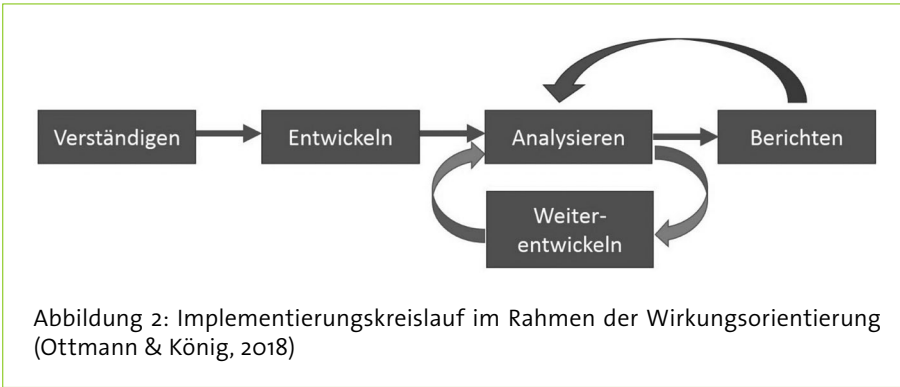 Verständigen
Entwickeln
Analysieren
Berichten
Weiter-
entwickeln
Abbildung 2: Implementierungskreislauf im Rahmen der Wirkungsorientierung
(Ottmann & König, 2018)